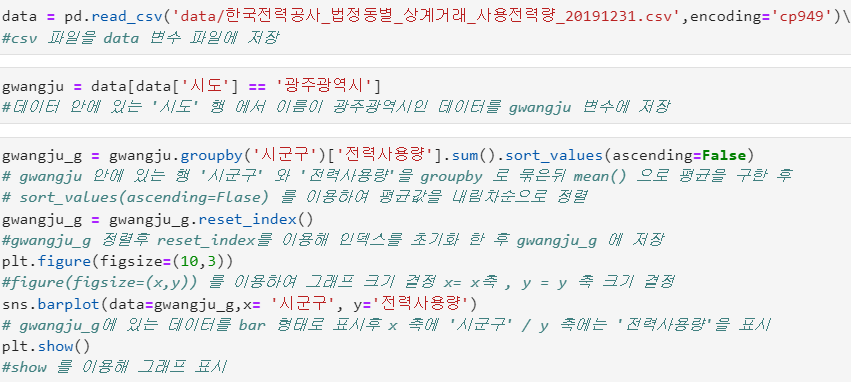 data = pd.read_csv('data/한국전력공사_법정동별_상계거래_사용전력량_20191231.csv',encoding='cp949')\
#csv 파일을 data 변수 파일에 저장
gwangju = data[data['시도'] == '광주광역시']
#데이터 안에 있는 '시도' 행 에서 이름이 광주광역시인 데이터를 gwangju 변수에 저장
gwangju_g = gwangju.groupby('시군구')['전력사용량'].sum().sort_values(ascending=False)
# gwangju 안에 있는 행 '시군구' 와 '전력사용량'을 groupby 로 묶은뒤 mean() 으로 평균을 구한 후
# sort_values(ascending=Flase) 를 이용하여 평균값을 내림차순으로 정렬
gwangju_g = gwangju_g.reset_index()
#gwangju_g 정렬후 reset_index를 이용해 인덱스를 초기화 한 후 gwangju_g 에 저장
plt.figure(figsize=(10,3))
#figure(figsize=(x,y)) 를 이용하여 그래프 크기 결정 x= x축 , y = y 축 크기 결정
sns.barplot(data=gwangju_g,x= '시군구', y='전력사용량')
# gwangju_g에 있는 데이터를 bar 형태로 표시후 x 축에 '시군구' / y 축에는 '전력사용량'을 표시
plt.show()
#show 를 이용해 그래프 표시